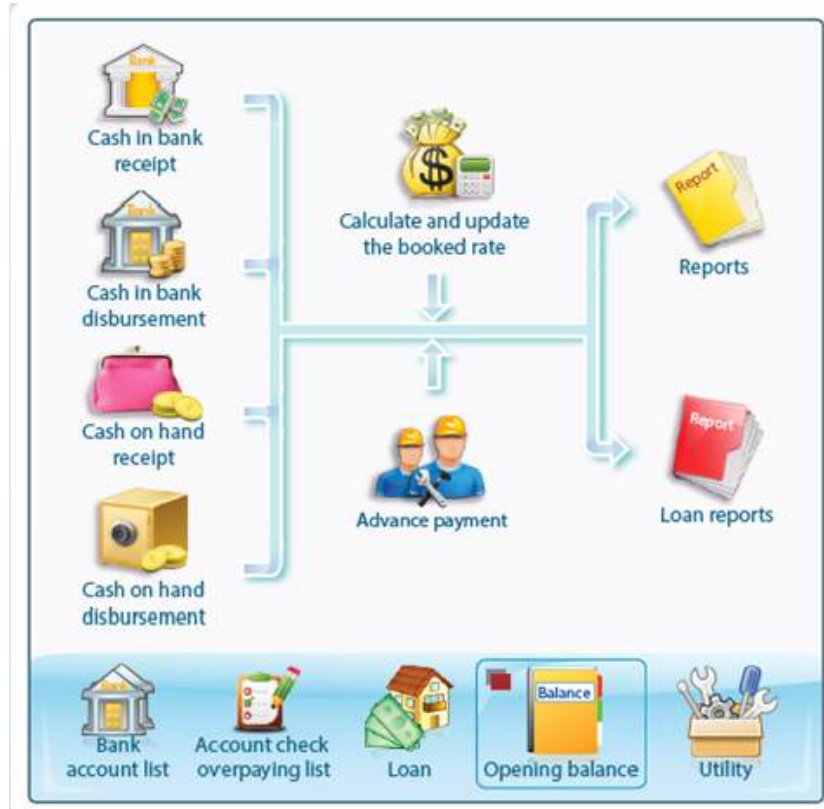 Bank
Cash in bank
receipt
Bank
Cash in bank
disbursement
Cash on hand
receipt
Cash on hand
disbursement
$
Calculate and update
the booked rate
Advance payment
Report
Reports
Report
Loan reports
Bank
Bank
account list
Account check
overpaying list
Loan
Balance
Opening balance
Utility